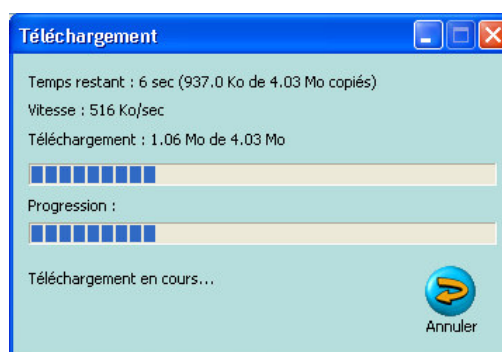 Téléchargement
Temps restant : 6 sec (937.0 Ko de 4.03 Mo copiés)
Vitesse : 516 Ko/sec
Téléchargement : 1.06 Mo de 4.03 Mo
Progression :
Téléchargement en cours...
Annuler